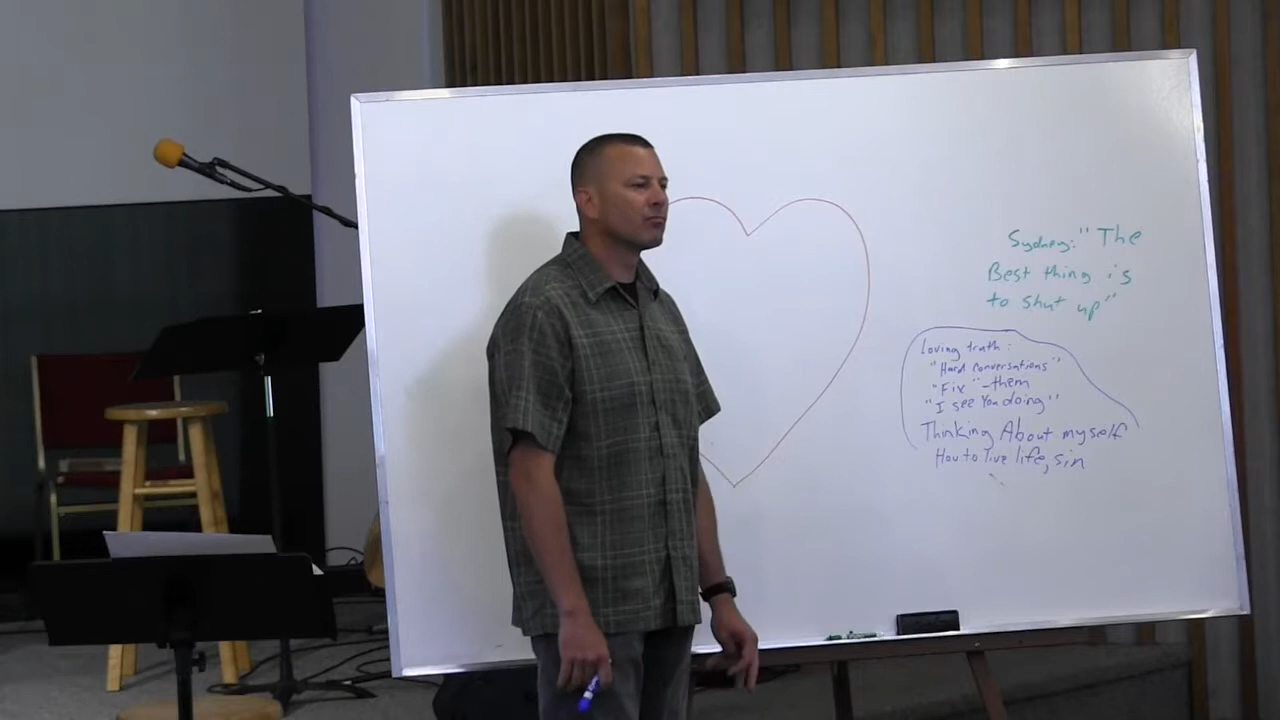 Sydney: "The
Best thing is
to shut up"
Loving truth:
"Hard conversations"
"Fix"-them
"I see You doing"
Thinking About myself
How to live life, sin